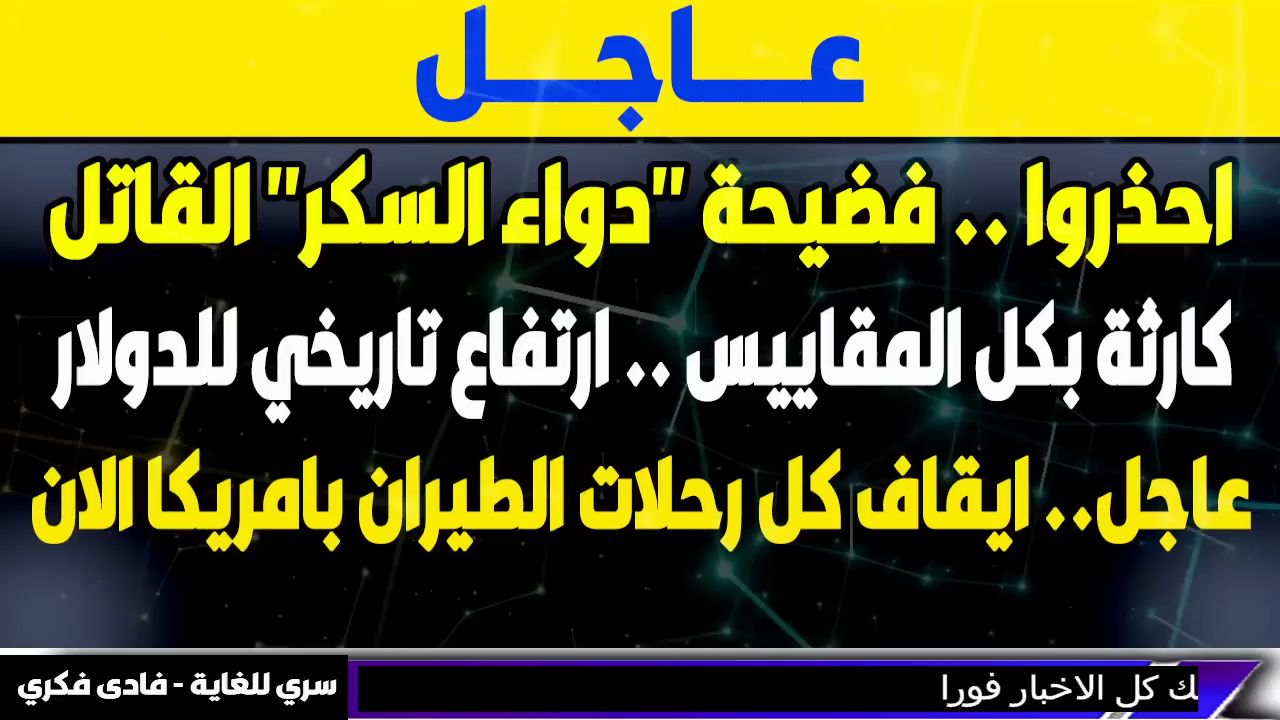 عـــاجـــل
احذروا .. فضيحة "دواء السكر" القاتل
كارثة بكل المقاييس .. ارتفاع تاريخي للدولار
عاجل.. ايقاف كل رحلات الطيران بامريكا الان
ك كل الاخبار فورا
سري للغاية - فادى فكري